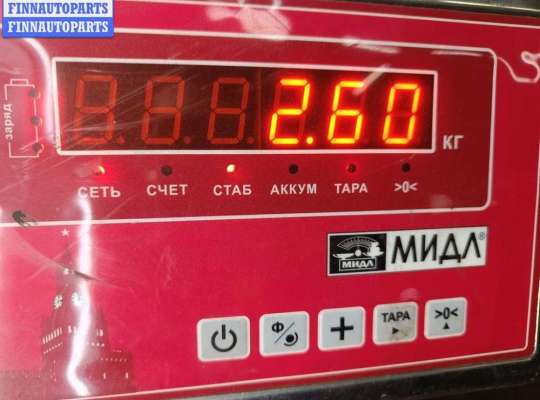 FINNAUTOPARTS
FINNAUTOPARTS
заряд
2.60
КГ
СЕТЬ СЧЕТ СТАБ АККУМ ТАРА >0<
МИДЛ
МИДЛ®
Ф
+
ТАРА
>0<